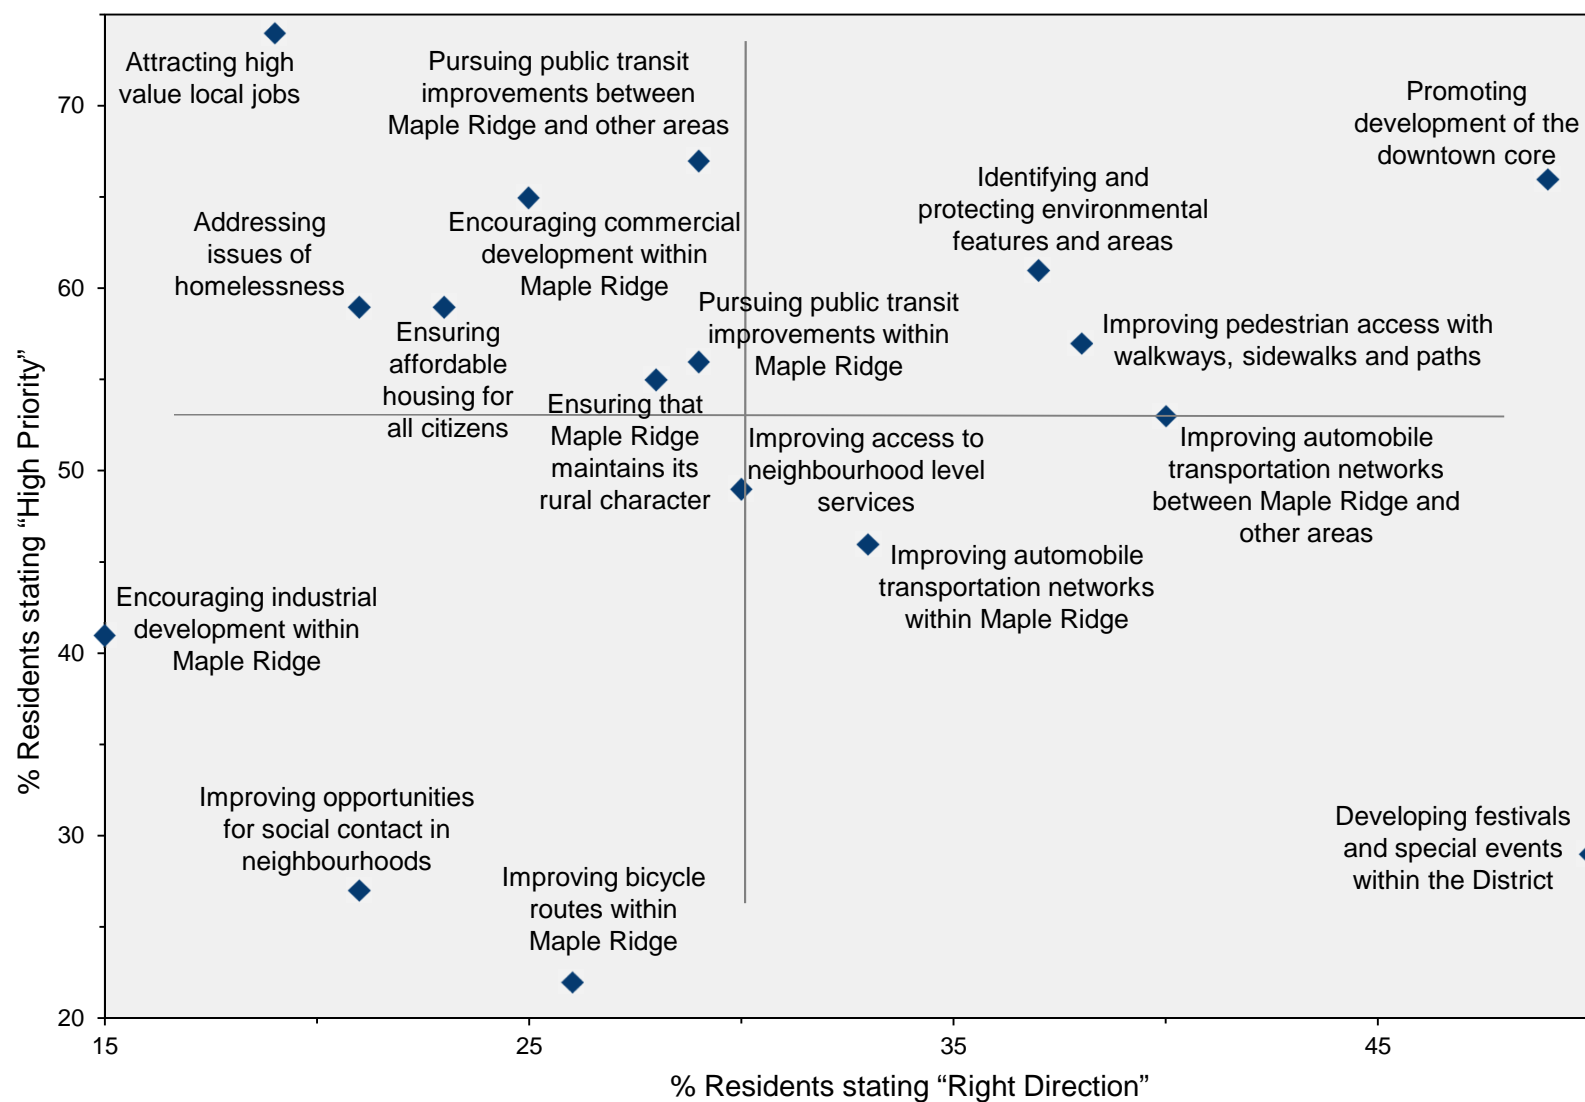 Attracting high
value local jobs
Pursuing public transit
improvements between
Maple Ridge and other areas
Promoting
development of the
downtown core
Identifying and
protecting environmental
features and areas
Addressing
issues of
homelessness
Encouraging commercial
development within
Maple Ridge
Pursuing public transit
improvements within
Maple Ridge
Improving pedestrian access with
walkways, sidewalks and paths
Ensuring
affordable
housing for
all citizens
Ensuring that
Maple Ridge
maintains its
rural character
Improving access to
neighbourhood level
services
Improving automobile
transportation networks
between Maple Ridge and
other areas
Improving automobile
transportation networks
within Maple Ridge
Encouraging industrial
development within
Maple Ridge
Improving opportunities
for social contact in
neighbourhoods
Improving bicycle
routes within
Maple Ridge
Developing festivals
and special events
within the District
% Residents stating “High Priority”
70
60
50
40
30
20
15
25
35
45
% Residents stating “Right Direction”